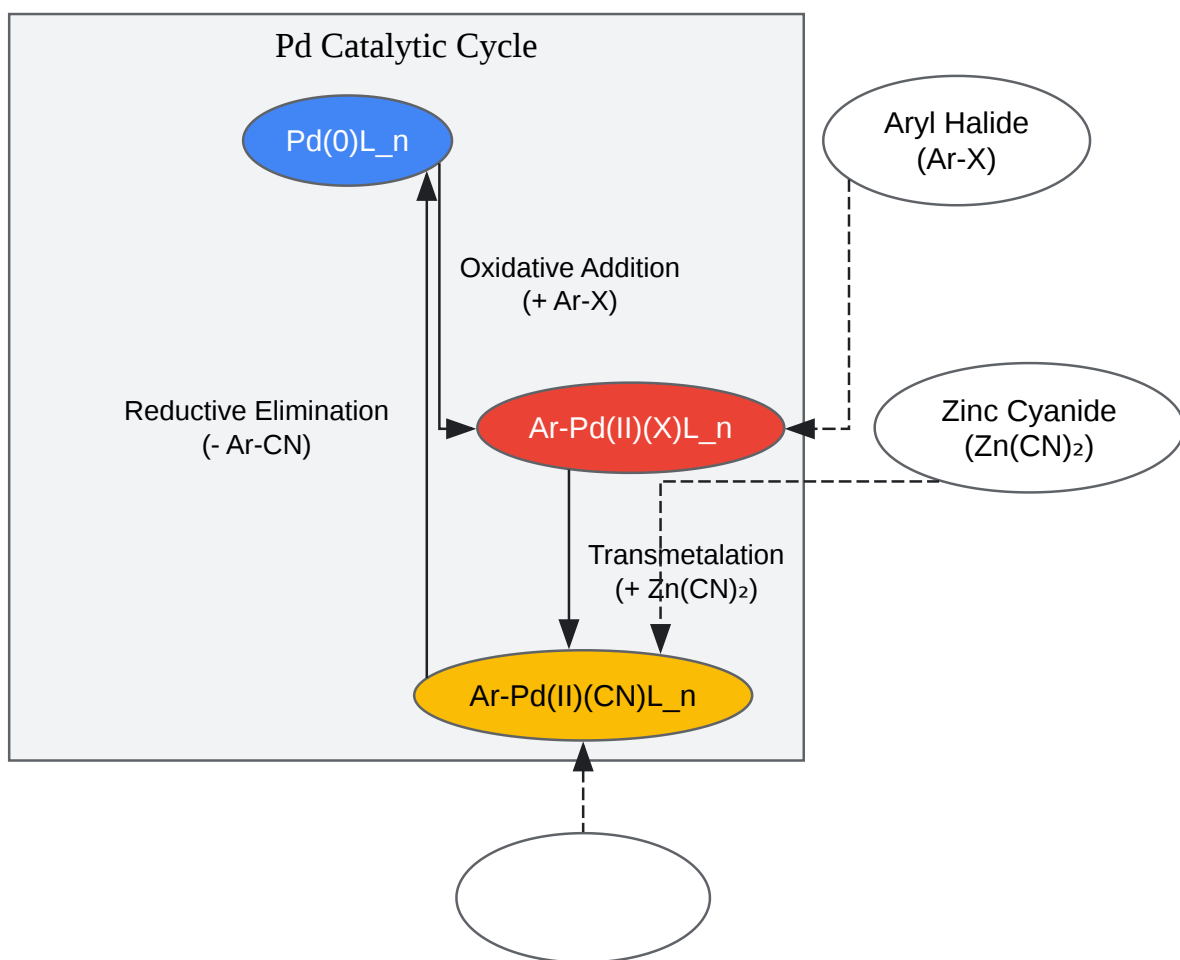 Pd Catalytic Cycle
Pd(0)L_n
Aryl Halide
(Ar-X)
Oxidative Addition
(+ Ar-X)
Reductive Elimination
(- Ar-CN)
Ar-Pd(II)(X)L_n
Zinc Cyanide
(Zn(CN)₂)
Transmetalation
(+ Zn(CN)₂)
Ar-Pd(II)(CN)L_n